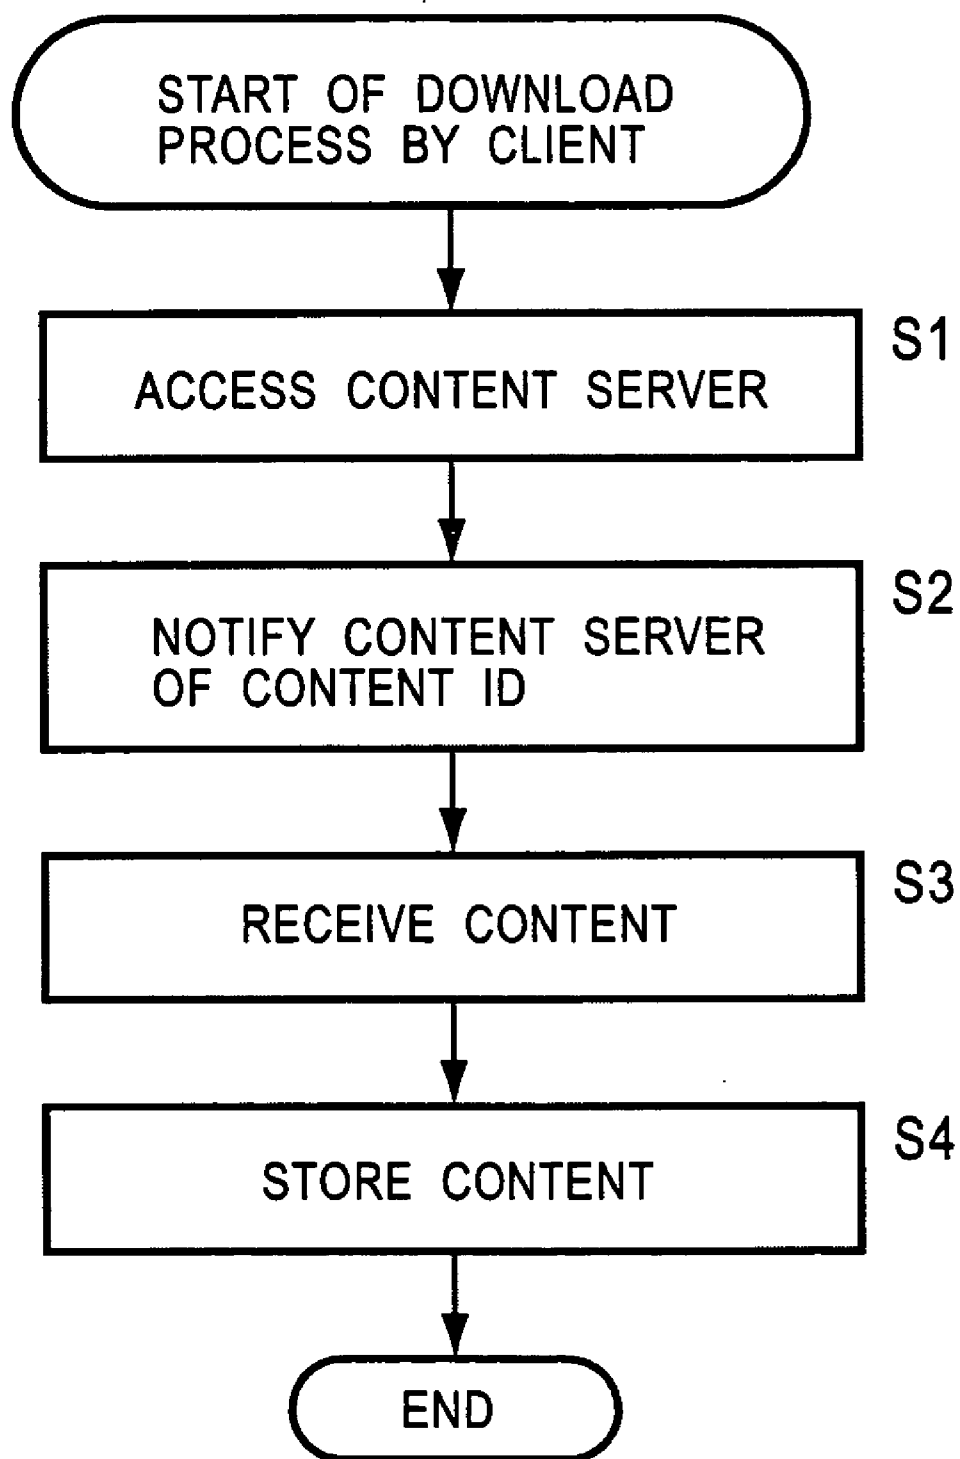 START OF DOWNLOAD
PROCESS BY CLIENT
S1
ACCESS CONTENT SERVER
S2
NOTIFY CONTENT SERVER
OF CONTENT ID
S3
RECEIVE CONTENT
S4
STORE CONTENT
END